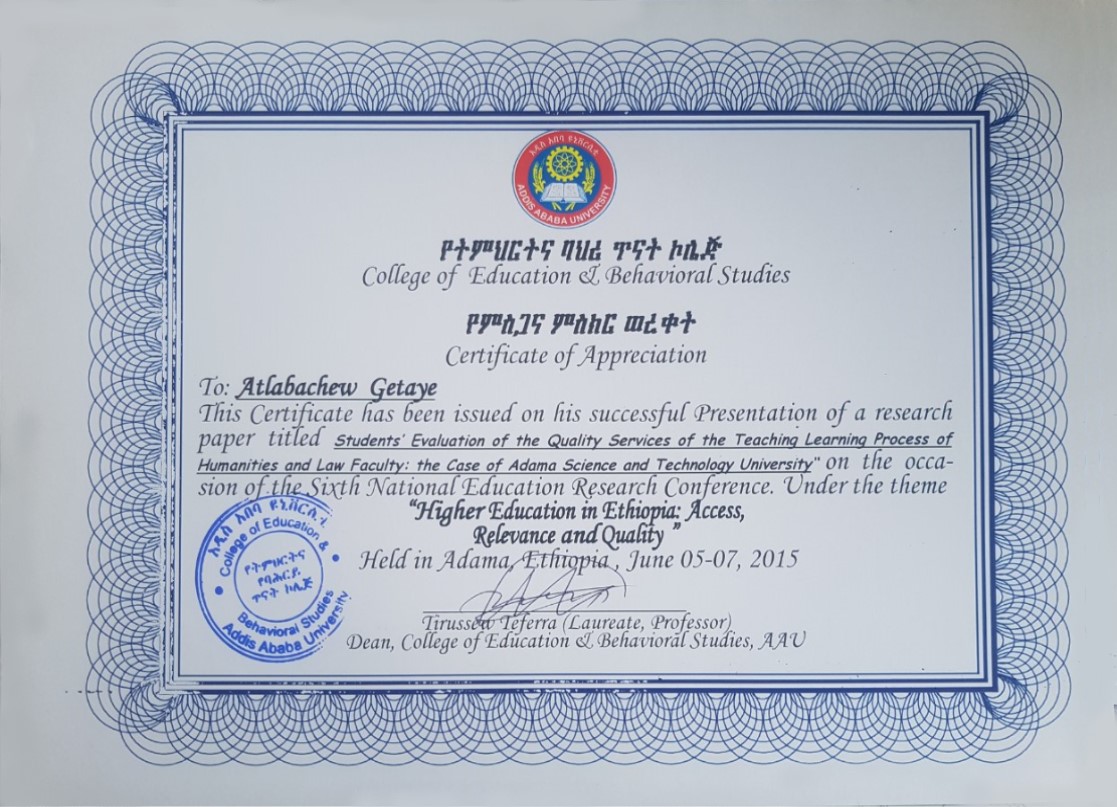 አዲስ አበባ ዩኒቨርሲቲ
ADDIS ABABA UNIVERSITY
የትምህርትና ባህሪ ጥናት ኮሌጅ
College of Education & Behavioral Studies
የምስጋና ምስክር ወረቀት
Certificate of Appreciation
To: Atlabachew Getaye
This Certificate has been issued on his successful Presentation of a research
paper titled Students' Evaluation of the Quality Services of the Teaching Learning Process of
Humanities and Law Faculty: the Case of Adama Science and Technology University" on the occa-
sion of the Sixth National Education Research Conference. Under the theme
"Higher Education in Ethiopia: Access,
Relevance and Quality"
Held in Adama, Ethiopia, June 05-07, 2015
Tirussew Teferra (Laureate, Professor)
Dean, College of Education & Behavioral Studies, AAU
አዲስ አበባ ዩኒቨርሲቲ
College of Education &
የትምህርትና
የባሕርይ
ጥናት ኮሌጅ
Behavioral Studies
Addis Ababa University